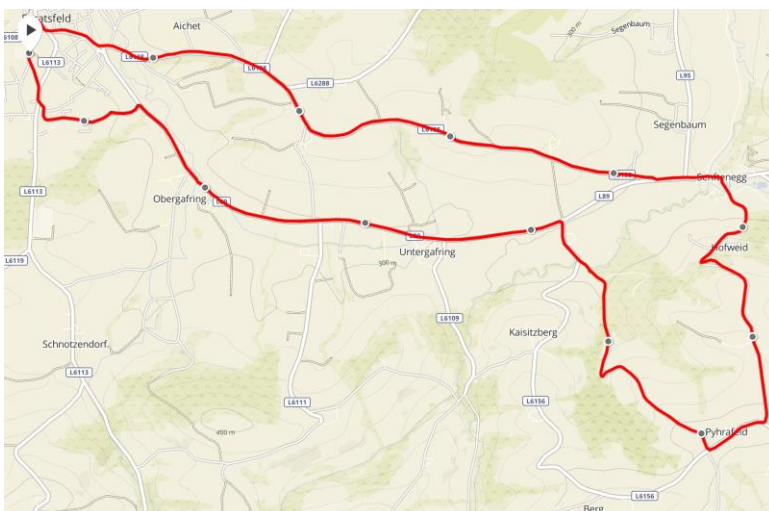 Aichet
Segenbaum
300 m
L6113
L6288
L95
Segenbaum
Senftenegg
L6113
Obergafring
L89
Untergafring
Hofweid
L6119
300 m
L6109
Kaisitzberg
Schnotzendorf
L6113
L6156
L6111
400 m
Pyhrafeld
L6156
Berg